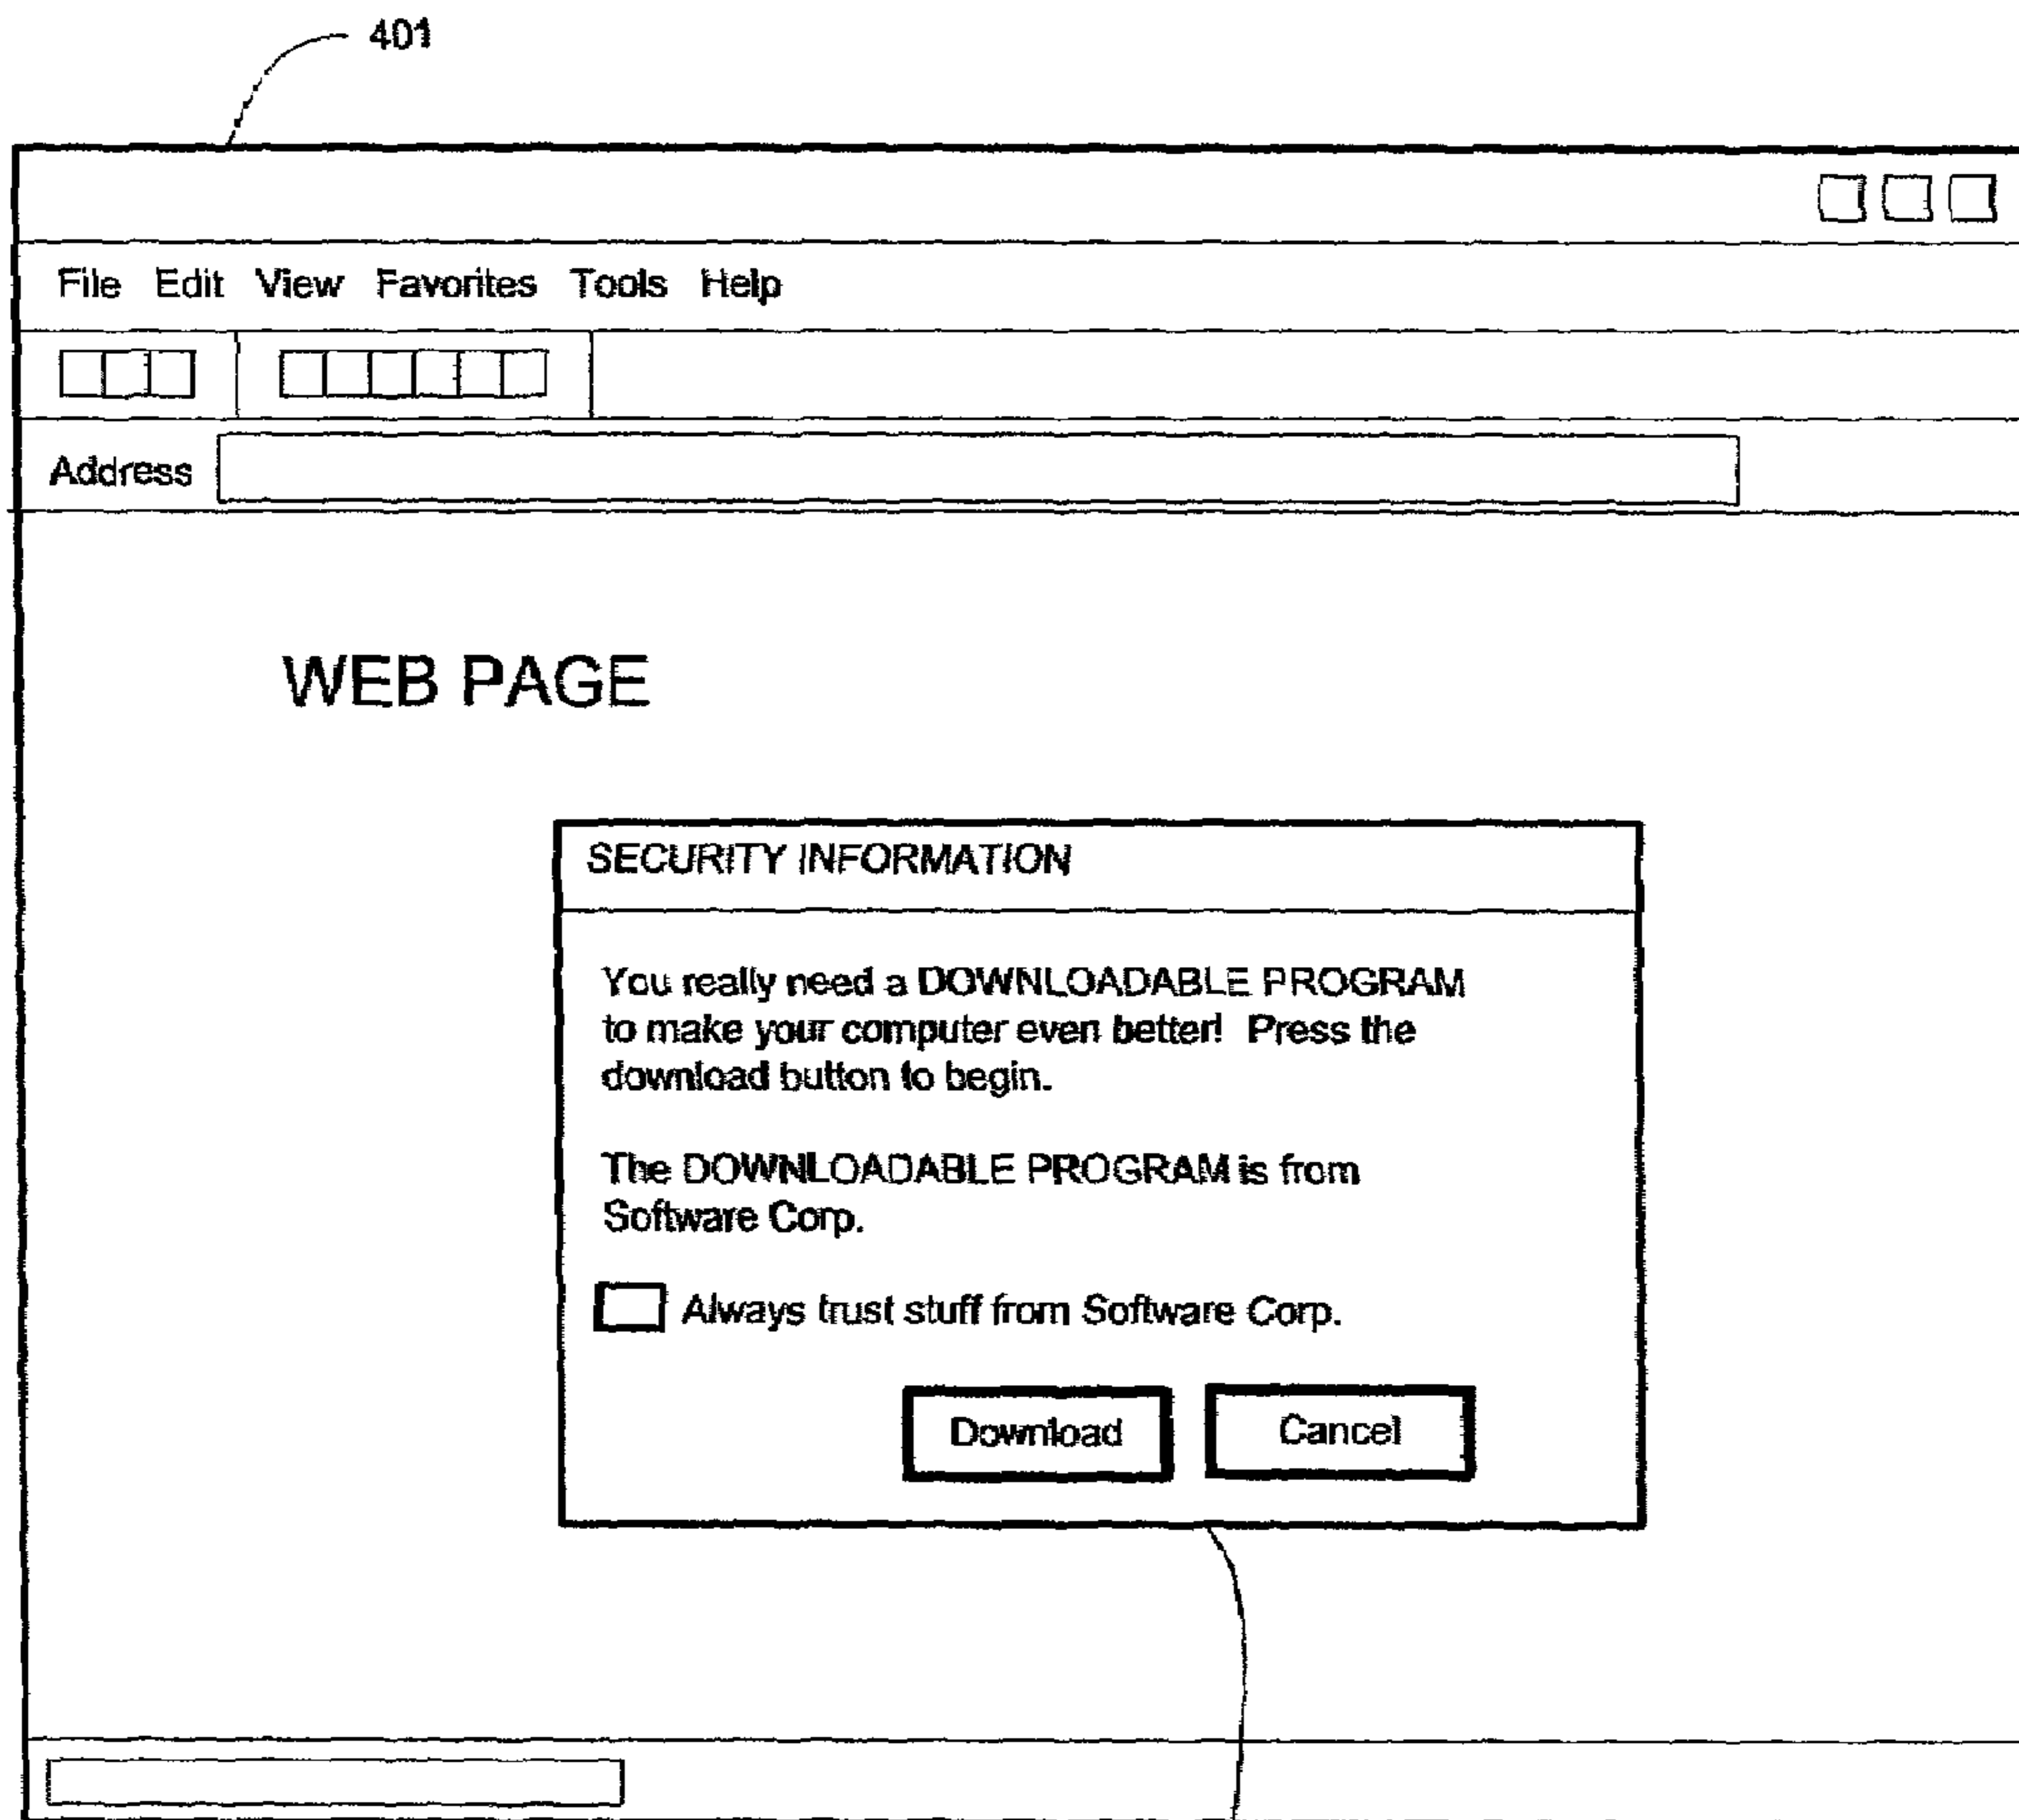 401
File Edit View Favorites Tools Help
Address
WEB PAGE
SECURITY INFORMATION
You really need a DOWNLOADABLE PROGRAM
to make your computer even better! Press the
download button to begin.
The DOWNLOADABLE PROGRAM is from
Software Corp.
Always trust stuff from Software Corp.
Download Cancel